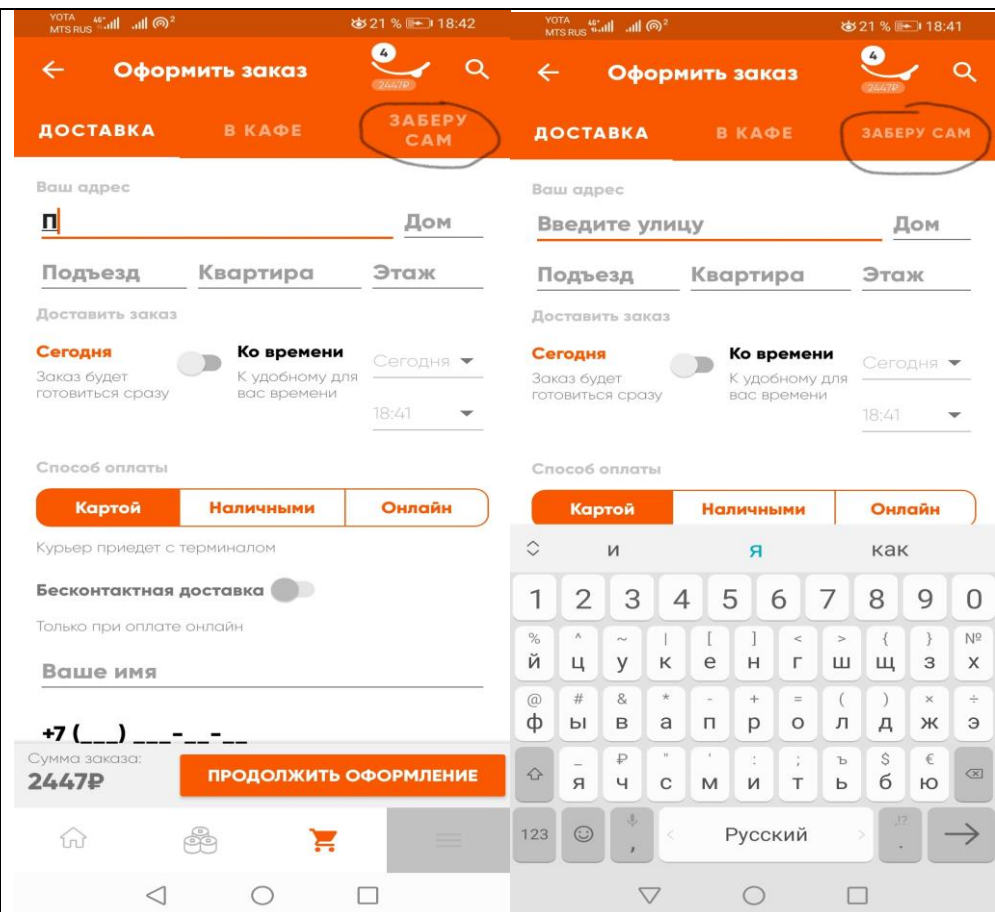 YOTA
MTS RUS
46+
2
21 %
18:42
Оформить заказ
4
2447₽
ДОСТАВКА
В КАФЕ
ЗАБЕРУ
САМ
Ваш адрес
П
Дом
Подъезд
Квартира
Этаж
Доставить заказ
Сегодня
Заказ будет
готовиться сразу
Ко времени
К удобному для
вас времени
Сегодня
18:41
Способ оплаты
Картой
Наличными
Онлайн
Курьер приедет с терминалом
Бесконтактная доставка
Только при оплате онлайн
Ваше имя
+7 (___) ___-__-__
Сумма заказа:
2447₽
ПРОДОЛЖИТЬ ОФОРМЛЕНИЕ
YOTA
MTS RUS
2
21 %
18:41
Оформить заказ
4
2447₽
ДОСТАВКА
В КАФЕ
ЗАБЕРУ САМ
Ваш адрес
Введите улицу
Дом
Подъезд
Квартира
Этаж
Доставить заказ
Сегодня
Заказ будет
готовиться сразу
Ко времени
К удобному для
вас времени
Сегодня
18:41
Способ оплаты
Картой
Наличными
Онлайн
и я как
1 2 3 4 5 6 7 8 9 0
% ^ ~ | [ ] < > { } №
й ц у к е н г ш щ з х
@ # & * - + = ( ) × ÷
ф ы в а п р о л д ж э
_ ₽ " ' : ; ъ $ €
я ч с м и т ь б ю
123 , Русский .
,!?